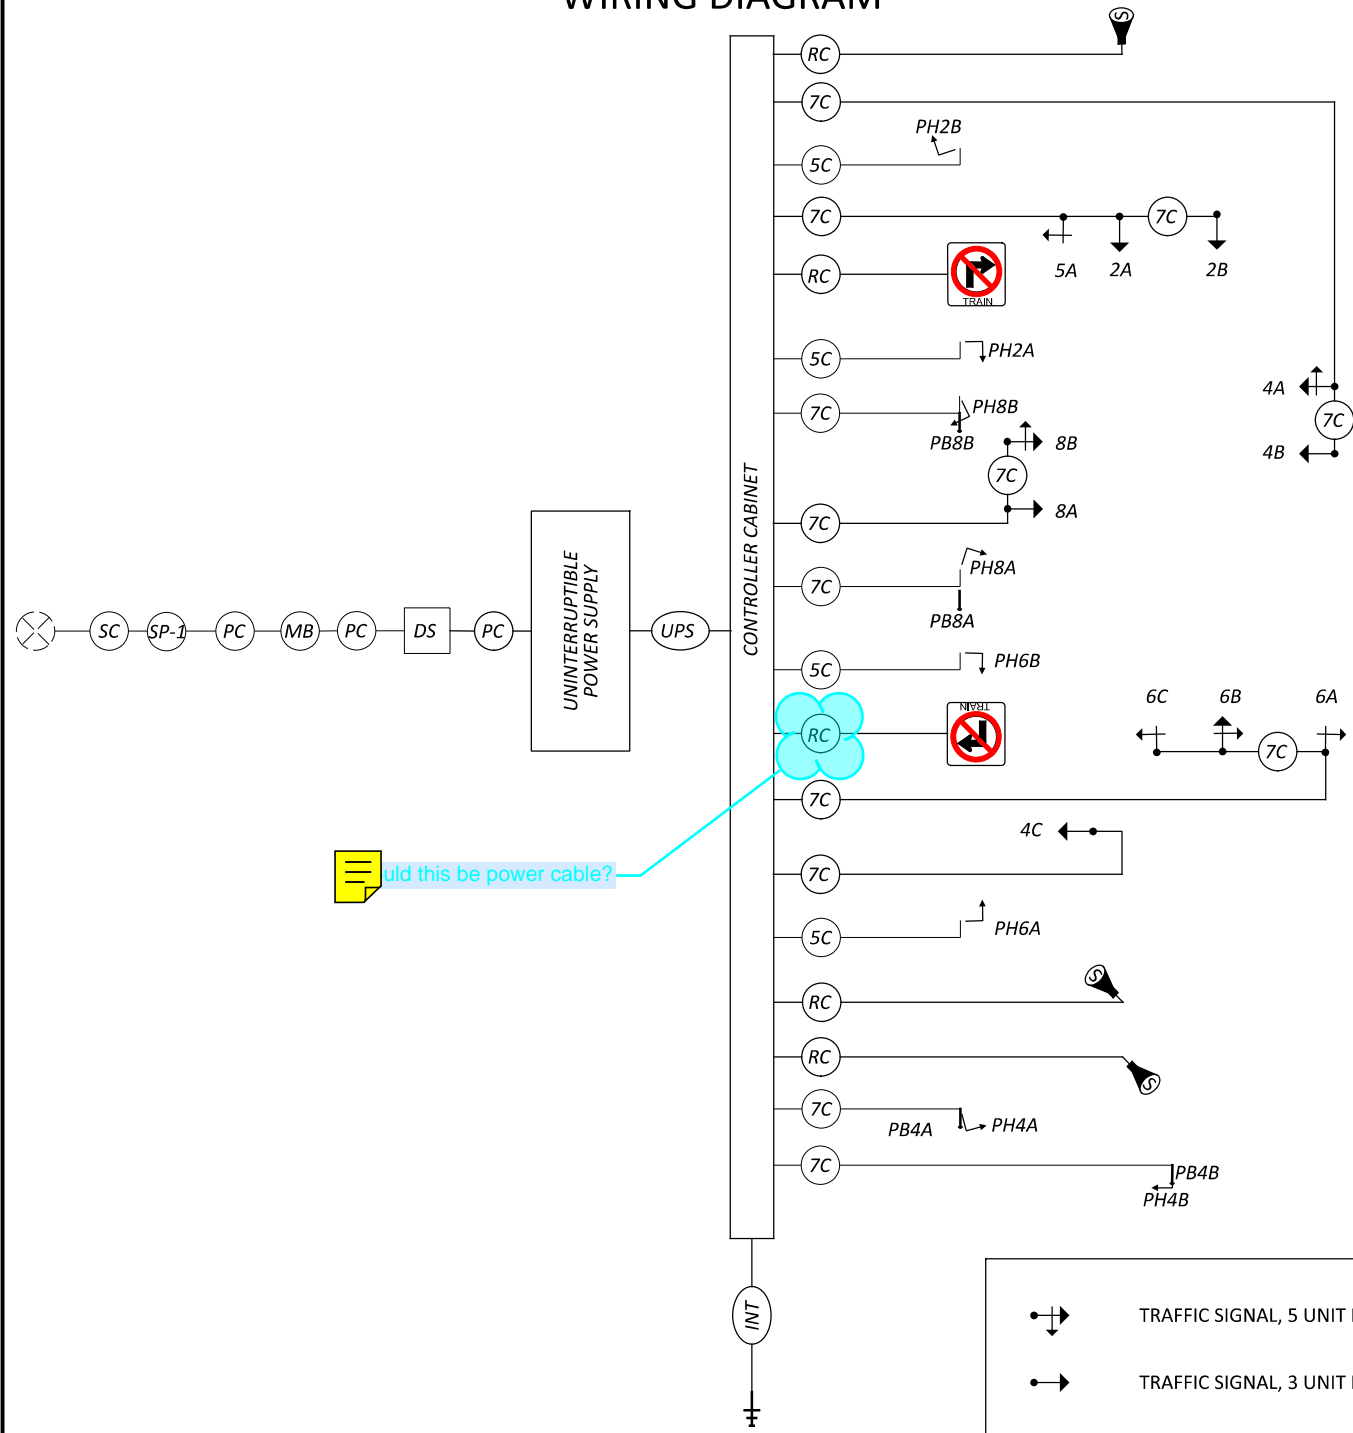 WIRING DIAGRAM
S
RC
7C
PH2B
5C
7C
7C
5A
2A
2B
RC
TRAIN
5C
PH2A
4A
7C
PH8B
7C
PB8B
8B
4B
7C
8A
7C
CONTROLLER CABINET
7C
PH8A
PB8A
UNINTERRUPTIBLE
POWER SUPPLY
SC
SP-1
PC
MB
PC
DS
PC
UPS
5C
PH6B
6C
6B
6A
RC
TRAIN
7C
7C
4C
uld this be power cable?
7C
5C
PH6A
S
RC
RC
S
7C
PB4A
PH4A
7C
PB4B
PH4B
INT
TRAFFIC SIGNAL, 5 UNIT
TRAFFIC SIGNAL, 3 UNIT